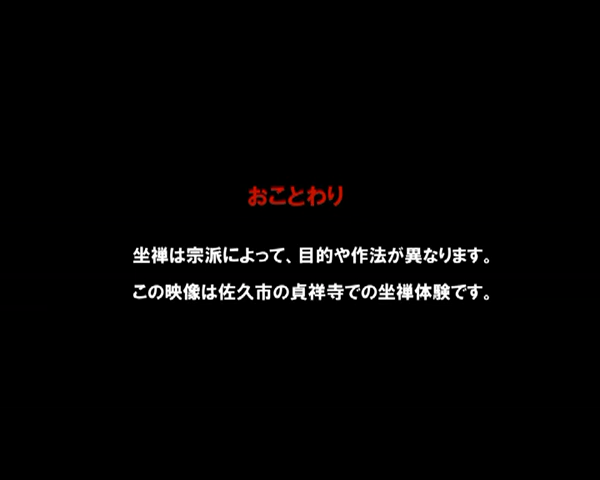 おことわり
坐禅は宗派によって、目的や作法が異なります。
この映像は佐久市の貞祥寺での坐禅体験です。